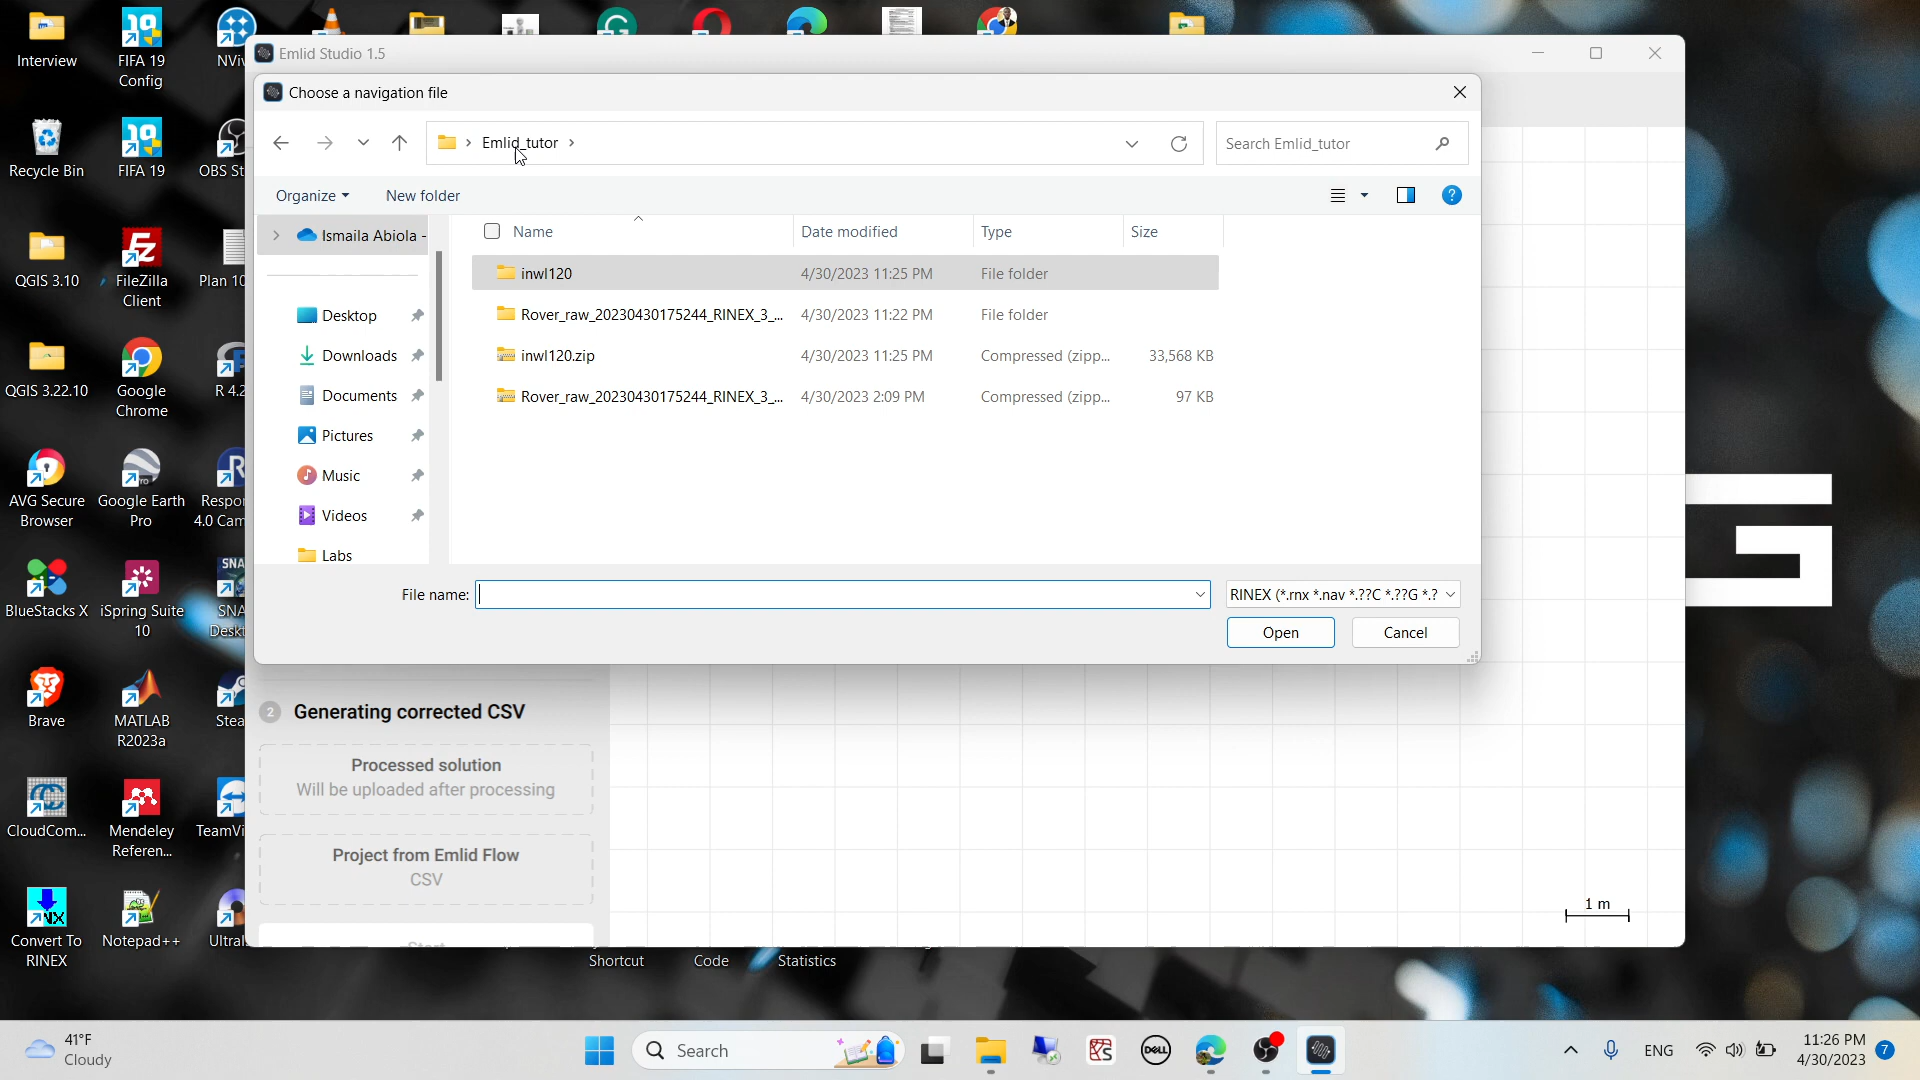 Interview
FIFA 19
Config
NViv
Emlid Studio 1.5
Choose a navigation file
Emlid_tutor
Search Emlid_tutor
Organize
New folder
Recycle Bin
FIFA 19
OBS St
Ismaila Abiola -
Name
Date modified
Type
Size
inwl120
4/30/2023 11:25 PM
File folder
Rover_raw_20230430175244_RINEX_3_...
4/30/2023 11:22 PM
File folder
inwl120.zip
4/30/2023 11:25 PM
Compressed (zipp...
33,568 KB
Rover_raw_20230430175244_RINEX_3_...
4/30/2023 2:09 PM
Compressed (zipp...
97 KB
Desktop
Downloads
Documents
Pictures
Music
Videos
Labs
QGIS 3.10
FileZilla
Client
Plan 10
QGIS 3.22.10
Google
Chrome
R 4.2
AVG Secure
Browser
Google Earth
Pro
Respon
4.0 Cam
File name:
RINEX (*.rnx *.nav *.??C *.??G *.?
Open
Cancel
BlueStacks X
iSpring Suite
10
SNA
SNA
Deskt
2
Generating corrected CSV
Processed solution
Will be uploaded after processing
Project from Emlid Flow
CSV
Start
1 m
Brave
MATLAB
R2023a
Stea
CloudCom...
Mendeley
Referen...
TeamVi
Convert To
RINEX
Notepad++
Ultral
Shortcut
Code
Statistics
41°F
Cloudy
Search
DELL
ENG
11:26 PM
4/30/2023
7